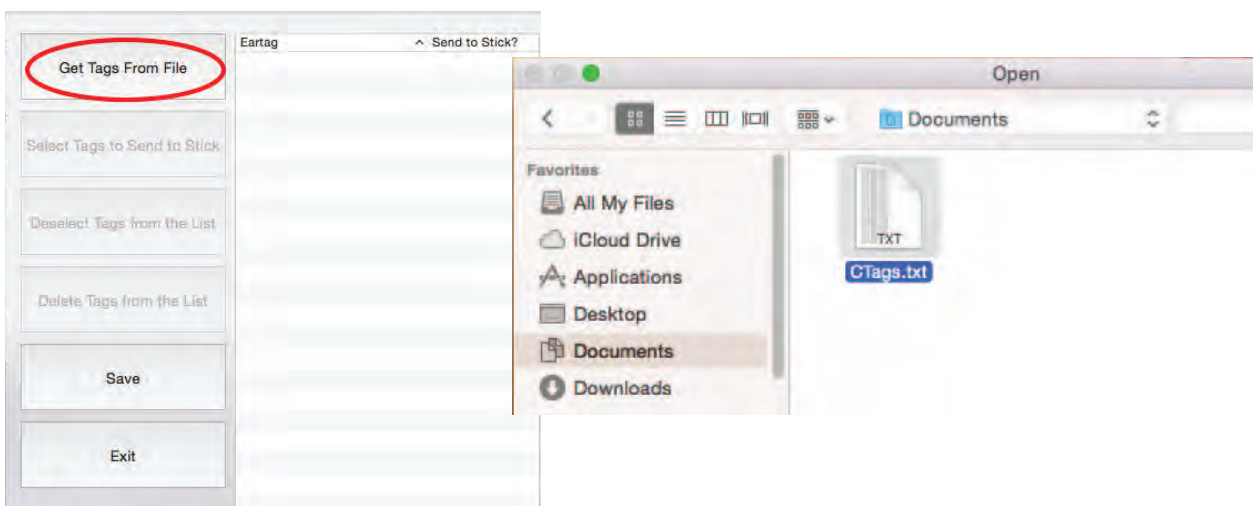 Get Tags From File
Select Tags to Send to Stick
Deselect Tags from the List
Delete Tags from the List
Save
Exit
Eartag ^ Send to Stick?
Open
Documents
Favorites
All My Files
iCloud Drive
Applications
Desktop
Documents
Downloads
TXT
CTags.txt